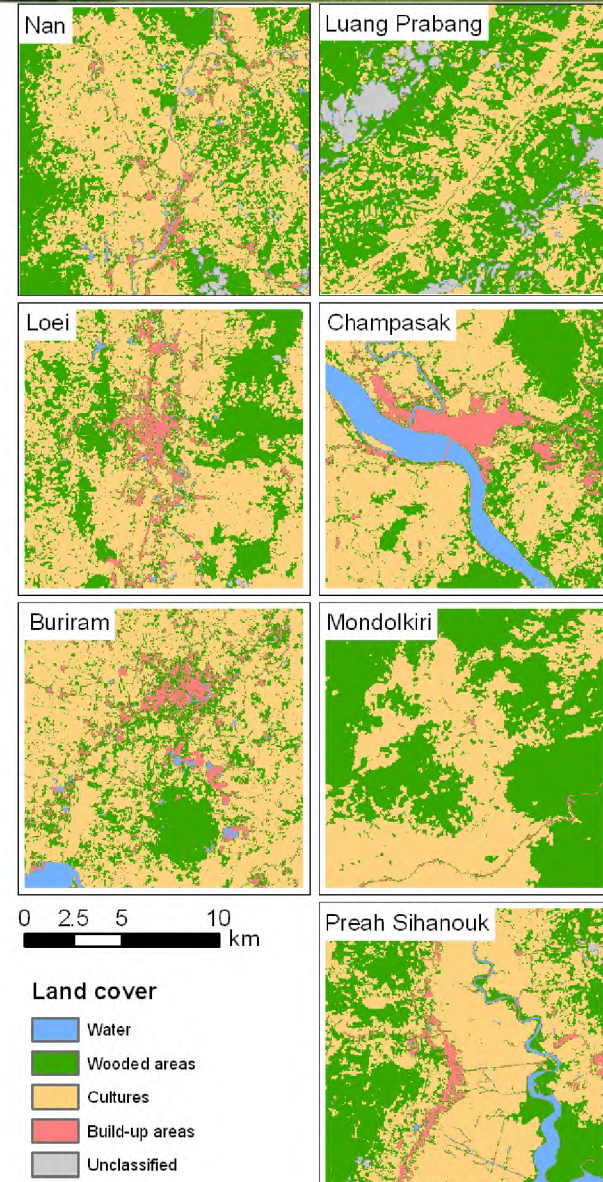 Nan
Luang Prabang
Loei
Champasak
Buriram
Mondolkiri
0 2.5 5 10
km
Preah Sihanouk
Land cover
Water
Wooded areas
Cultures
Build-up areas
Unclassified